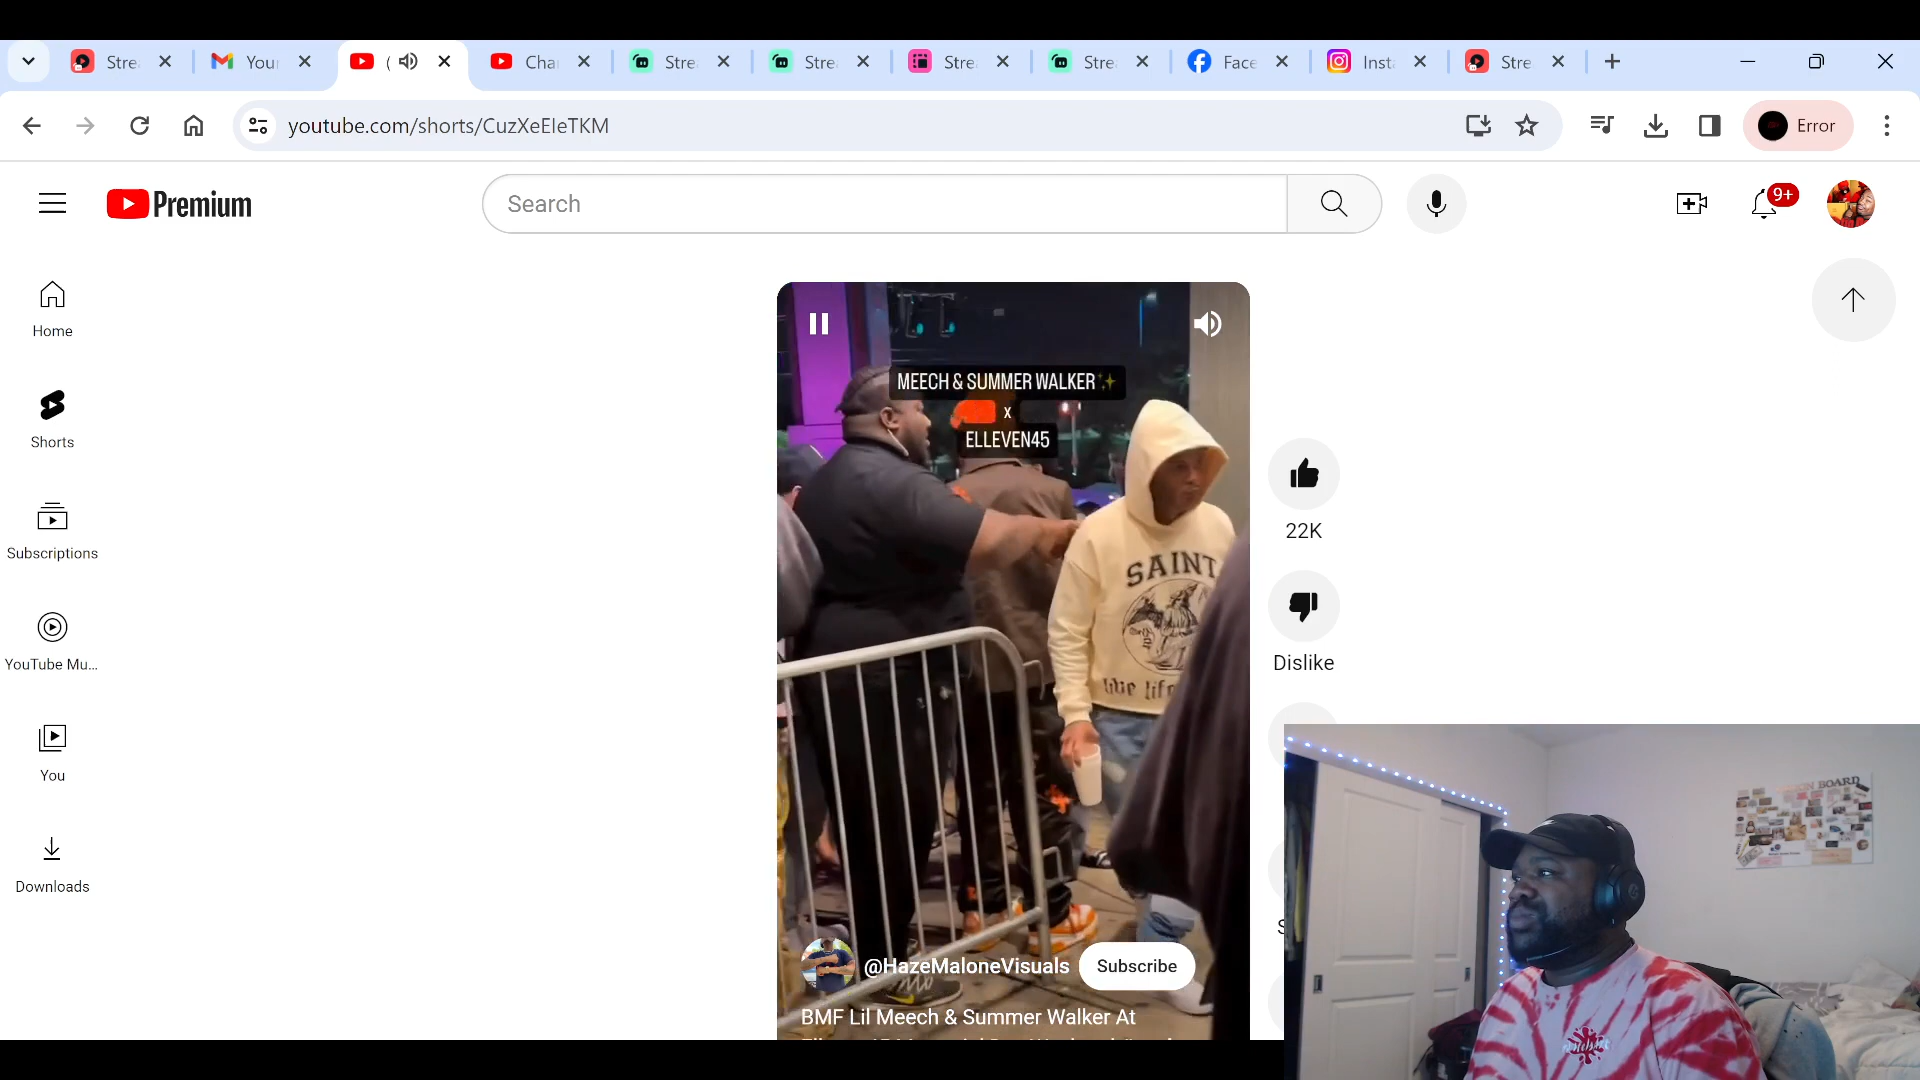 Stre
You
(
Cha
Stre
Stre
Stre
Stre
Face
Inst
Stre
youtube.com/shorts/CuzXeEIeTKM
Error
Premium
Search
9+
Home
Shorts
Subscriptions
YouTube Mu...
You
Downloads
MEECH & SUMMER WALKER✨
x
ELLEVEN45
SAINT
@HazeMaloneVisuals
Subscribe
BMF Lil Meech & Summer Walker At
22K
Dislike
BOARD